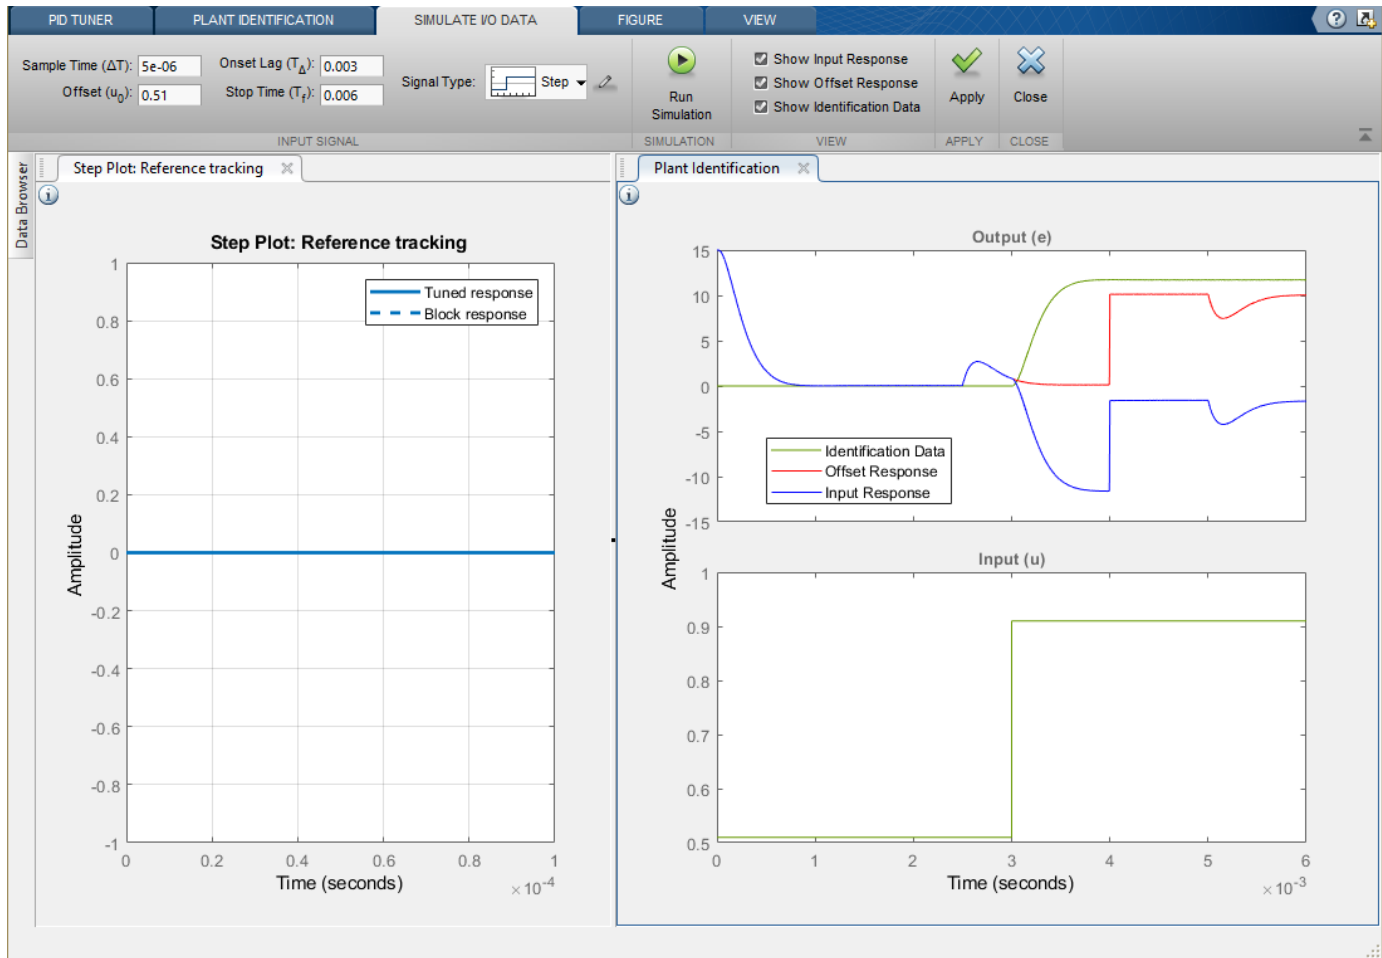 PID TUNER
PLANT IDENTIFICATION
SIMULATE I/O DATA
FIGURE
VIEW
?
Sample Time (ΔT): 5e-06
Onset Lag (TΔ): 0.003
Offset (u0): 0.51
Stop Time (Tf): 0.006
Signal Type: Step
Run
Simulation
Show Input Response
Show Offset Response
Show Identification Data
Apply
Close
INPUT SIGNAL
SIMULATION
VIEW
APPLY
CLOSE
Data Browser
Step Plot: Reference tracking
i
Step Plot: Reference tracking
Tuned response
Block response
1
0.8
0.6
0.4
0.2
0
-0.2
-0.4
-0.6
-0.8
-1
Amplitude
0 0.2 0.4 0.6 0.8 1
Time (seconds)
×10-4
Plant Identification
i
Output (e)
15
10
5
0
-5
-10
-15
Identification Data
Offset Response
Input Response
Amplitude
Input (u)
1
0.9
0.8
0.7
0.6
0.5
0 1 2 3 4 5 6
Time (seconds)
×10-3